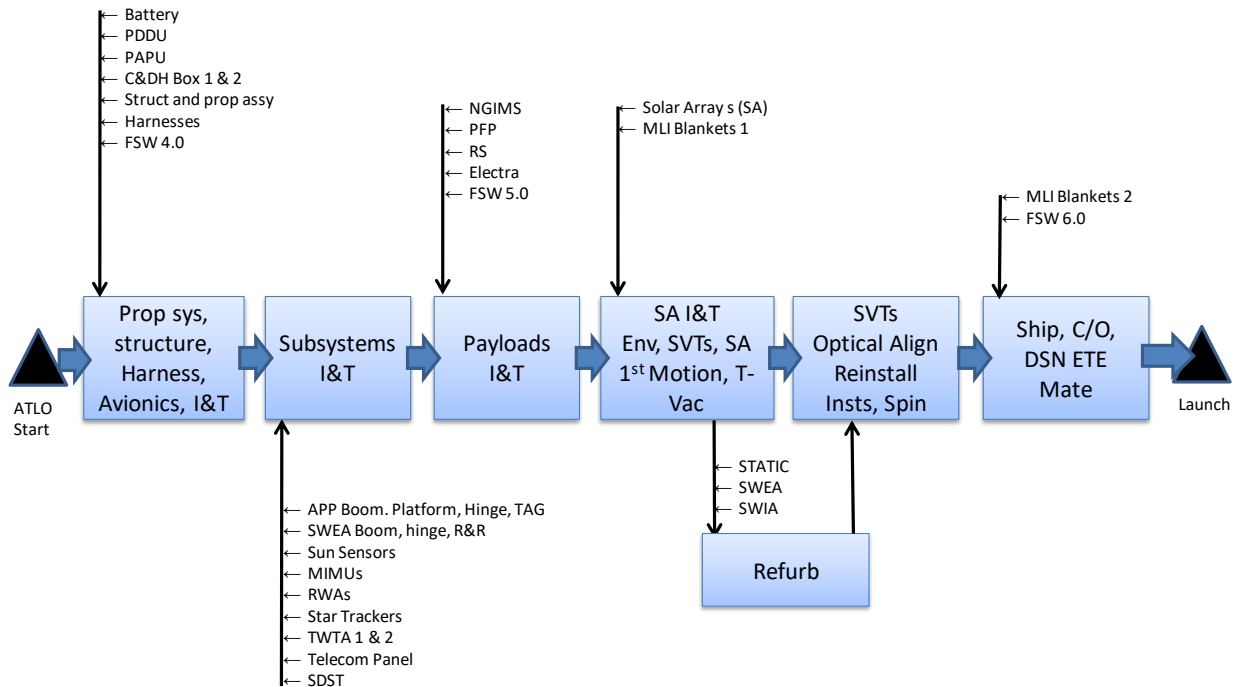 ← Battery
← PDDU
← PAPU
← C&DH Box 1 & 2
← Struct and prop assy
← Harnesses
← FSW 4.0
← NGIMS
← PFP
← RS
← Electra
← FSW 5.0
← Solar Array s (SA)
← MLI Blankets 1
← MLI Blankets 2
← FSW 6.0
ATLO
Start
Prop sys,
structure,
Harness,
Avionics, I&T
Subsystems
I&T
Payloads
I&T
SA I&T
Env, SVTs, SA
1st Motion, T-
Vac
SVTs
Optical Align
Reinstall
Insts, Spin
Ship, C/O,
DSN ETE
Mate
Launch
← APP Boom. Platform, Hinge, TAG
← SWEA Boom, hinge, R&R
← Sun Sensors
← MIMUs
← RWAs
← Star Trackers
← TWTA 1 & 2
← Telecom Panel
← SDST
← STATIC
← SWEA
← SWIA
Refurb